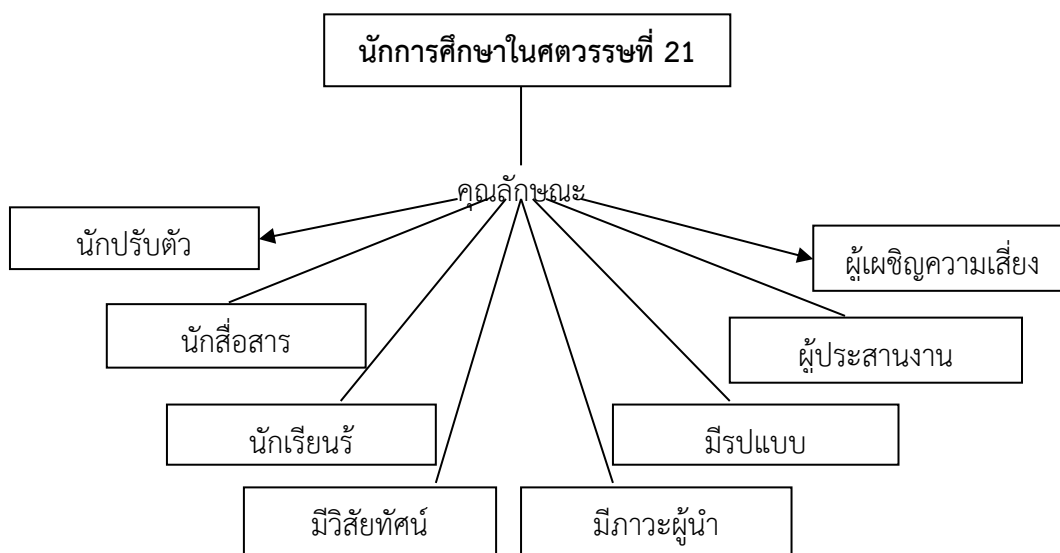 นักการศึกษาในศตวรรษที่ 21
คุณลักษณะ
นักปรับตัว
ผู้เผชิญความเสี่ยง
นักสื่อสาร
ผู้ประสานงาน
นักเรียนร้
มีรปแบบ
มีวิสัยทัศน์
มีภาวะผู้นำ